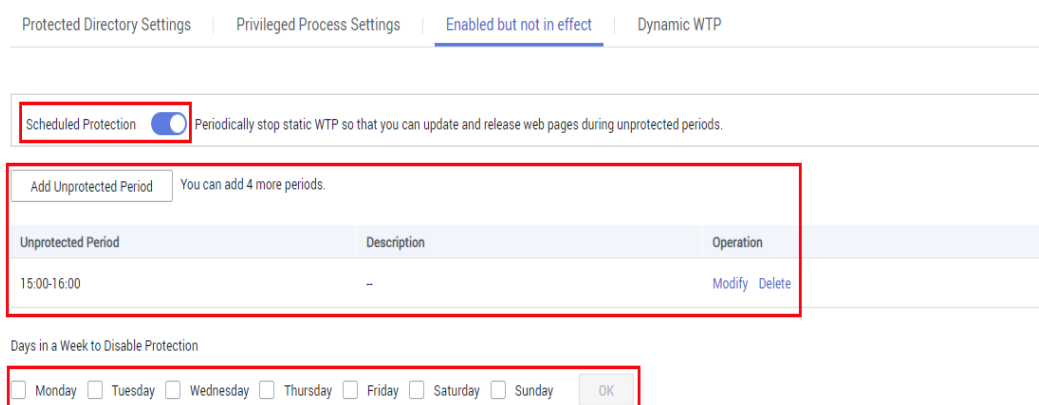 Protected Directory Settings | Privileged Process Settings | Enabled but not in effect | Dynamic WTP
Scheduled Protection Periodically stop static WTP so that you can update and release web pages during unprotected periods.
Add Unprotected Period You can add 4 more periods.
Unprotected Period Description Operation
15:00-16:00 -- Modify Delete
Days in a Week to Disable Protection
Monday Tuesday Wednesday Thursday Friday Saturday Sunday OK